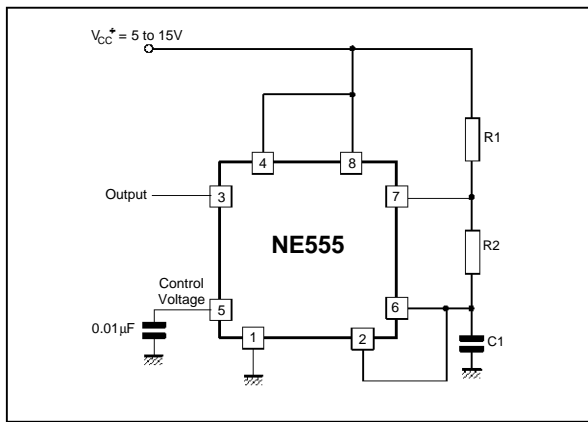 VCC+ = 5 to 15V
R1
4
8
Output
3
7
NE555
R2
Control
Voltage
5
6
0.01µF
1
2
C1